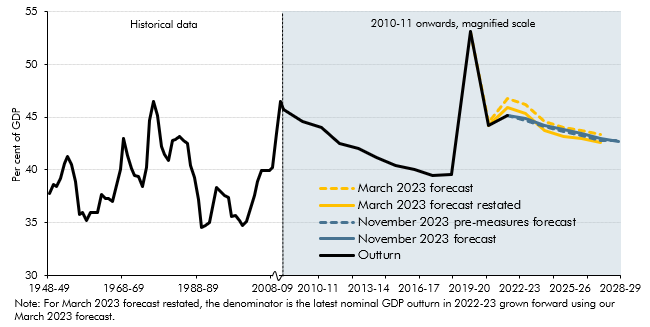 55
50
45
40
35
30
Per cent of GDP
Historical data
2010-11 onwards, magnified scale
March 2023 forecast
March 2023 forecast restated
November 2023 pre-measures forecast
November 2023 forecast
Outturn
1948-49 1968-69 1988-89 2008-09 2010-11 2013-14 2016-17 2019-20 2022-23 2025-26 2028-29
Note: For March 2023 forecast restated, the denominator is the latest nominal GDP outturn in 2022-23 grown forward using our
March 2023 forecast.